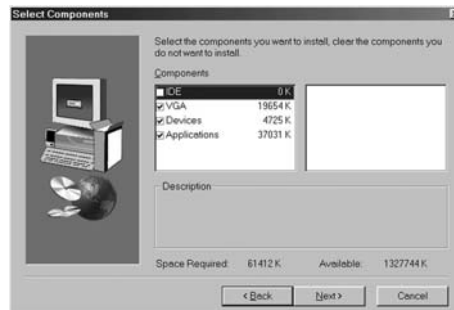 Select Components
Select the components you want to install, clear the components you
do not want to install.
Components
IDE 0 K
VGA 19654 K
Devices 4725 K
Applications 37031 K
Description
Space Required: 61412 K Available: 1327744 K
< Back Next > Cancel